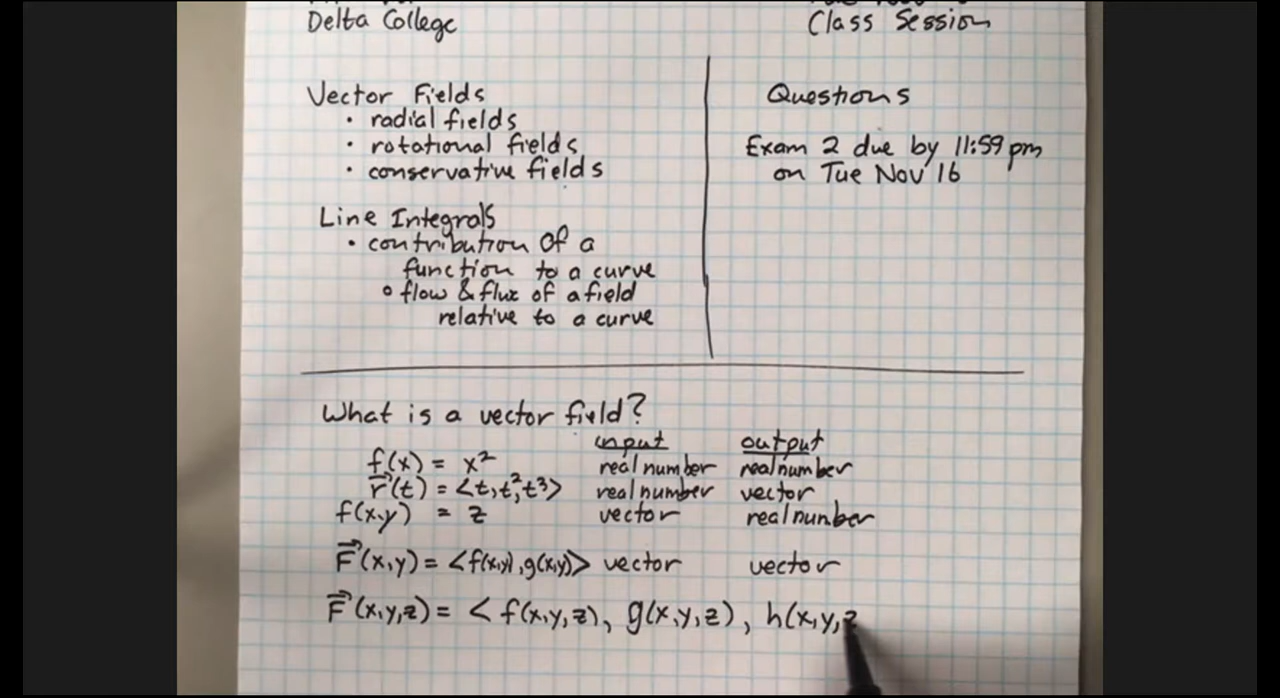 Delta College
Class Session
Vector Fields
• radial fields
• rotational fields
• conservative fields
Line Integrals
• contribution of a
function to a curve
• flow & flux of a field
relative to a curve
Questions
Exam 2 due by 11:59 pm
on Tue Nov 16
What is a vector field?
input output
f(x) = x² real number real number
r⃗(t) = <t, t², t³> real number vector
f(x,y) = z vector real number
F⃗(x,y) = <f(x,y), g(x,y)> vector vector
F⃗(x,y,z) = < f(x,y,z), g(x,y,z), h(x,y,z